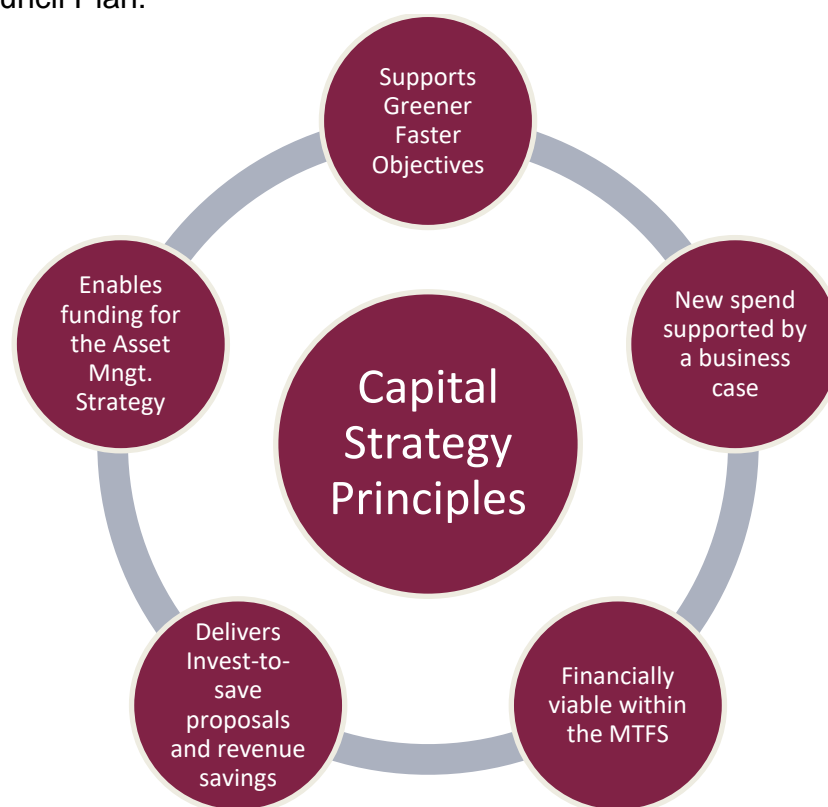 Plan.
Supports
Greener
Faster
Objectives
New spend
supported by
a business
case
Financially
viable within
the MTFS
Delivers
Invest-to-
save
proposals
and revenue
savings
Enables
funding for
the Asset
Mngt.
Strategy
Capital
Strategy
Principles